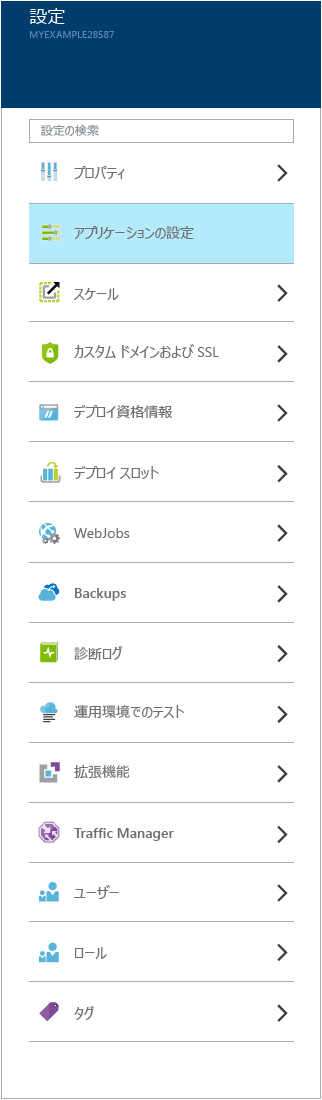 設定
MYEXAMPLE28587
設定の検索
プロパティ
アプリケーションの設定
スケール
カスタム ドメインおよび SSL
デプロイ資格情報
デプロイ スロット
WebJobs
Backups
診断ログ
運用環境でのテスト
拡張機能
Traffic Manager
ユーザー
ロール
タグ